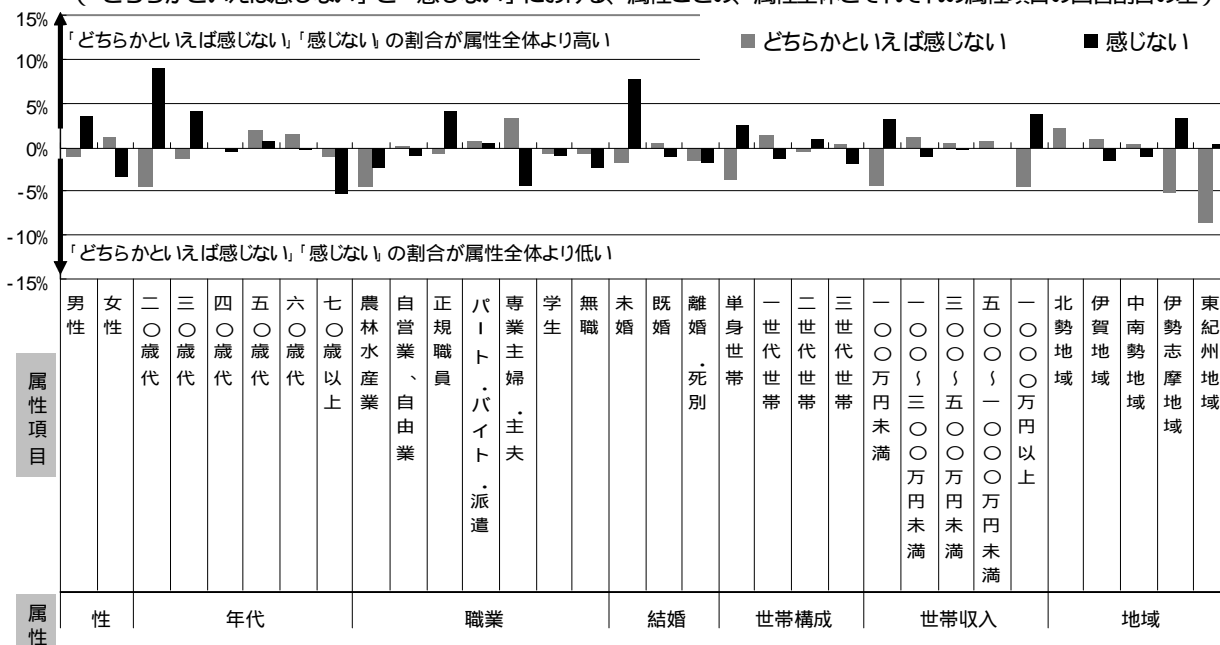 15%
10%
5%
0%
-5%
-10%
-15%
「どちらかといえば感じない」「感じない」の割合が属性全体より高い
■ どちらかといえば感じない ■ 感じない
「どちらかといえば感じない」「感じない」の割合が属性全体より低い
属性項目
男性
女性
二〇歳代
三〇歳代
四〇歳代
五〇歳代
六〇歳代
七〇歳以上
農林水産業
自営業、自由業
正規職員
パート・バイト・派遣
専業主婦・主夫
学生
無職
未婚
既婚
離婚・死別
単身世帯
一世代世帯
二世代世帯
三世代世帯
一〇〇万円未満
一〇〇~三〇〇万円未満
三〇〇~五〇〇万円未満
五〇〇~一〇〇〇万円未満
一〇〇〇万円以上
北勢地域
伊賀地域
中南勢地域
伊勢志摩地域
東紀州地域
属性
性
年代
職業
結婚
世帯構成
世帯収入
地域